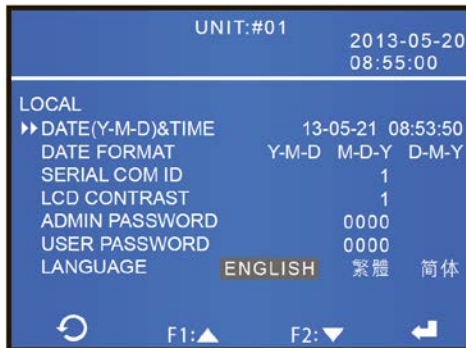 UNIT:#01
2013-05-20
08:55:00
LOCAL
DATE(Y-M-D)&TIME 13-05-21 08:53:50
DATE FORMAT Y-M-D M-D-Y D-M-Y
SERIAL COM ID 1
LCD CONTRAST 1
ADMIN PASSWORD 0000
USER PASSWORD 0000
LANGUAGE ENGLISH 繁體 简体
F1:▲ F2:▼